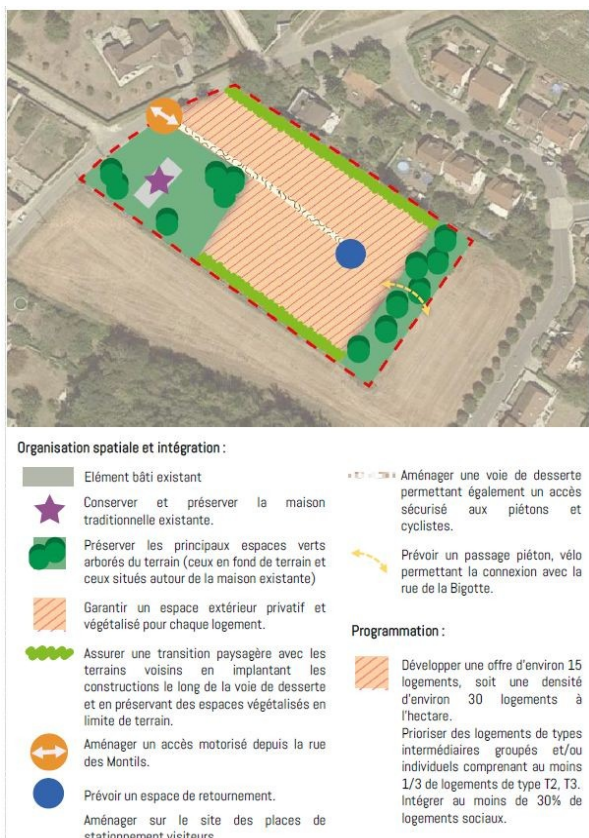 Organisation spatiale et intégration :
Elément bâti existant
Conserver et préserver la maison
traditionnelle existante.
Préserver les principaux espaces verts
arborés du terrain (ceux en fond de terrain et
ceux situés autour de la maison existante)
Garantir un espace extérieur privatif et
végétalisé pour chaque logement.
Assurer une transition paysagère avec les
terrains voisins en implantant les
constructions le long de la voie de desserte
et en préservant des espaces végétalisés en
limite de terrain.
Aménager un accès motorisé depuis la rue
des Montils.
Prévoir un espace de retournement.
Aménager sur le site des places de
stationnement visiteurs
Aménager une voie de desserte
permettant également un accès
sécurisé aux piétons et
cyclistes.
Prévoir un passage piéton, vélo
permettant la connexion avec la
rue de la Bigotte.
Programmation :
Développer une offre d'environ 15
logements, soit une densité
d'environ 30 logements à
l'hectare.
Prioriser des logements de types
intermédiaires groupés et/ou
individuels comprenant au moins
1/3 de logements de type T2, T3.
Intégrer au moins de 30% de
logements sociaux.